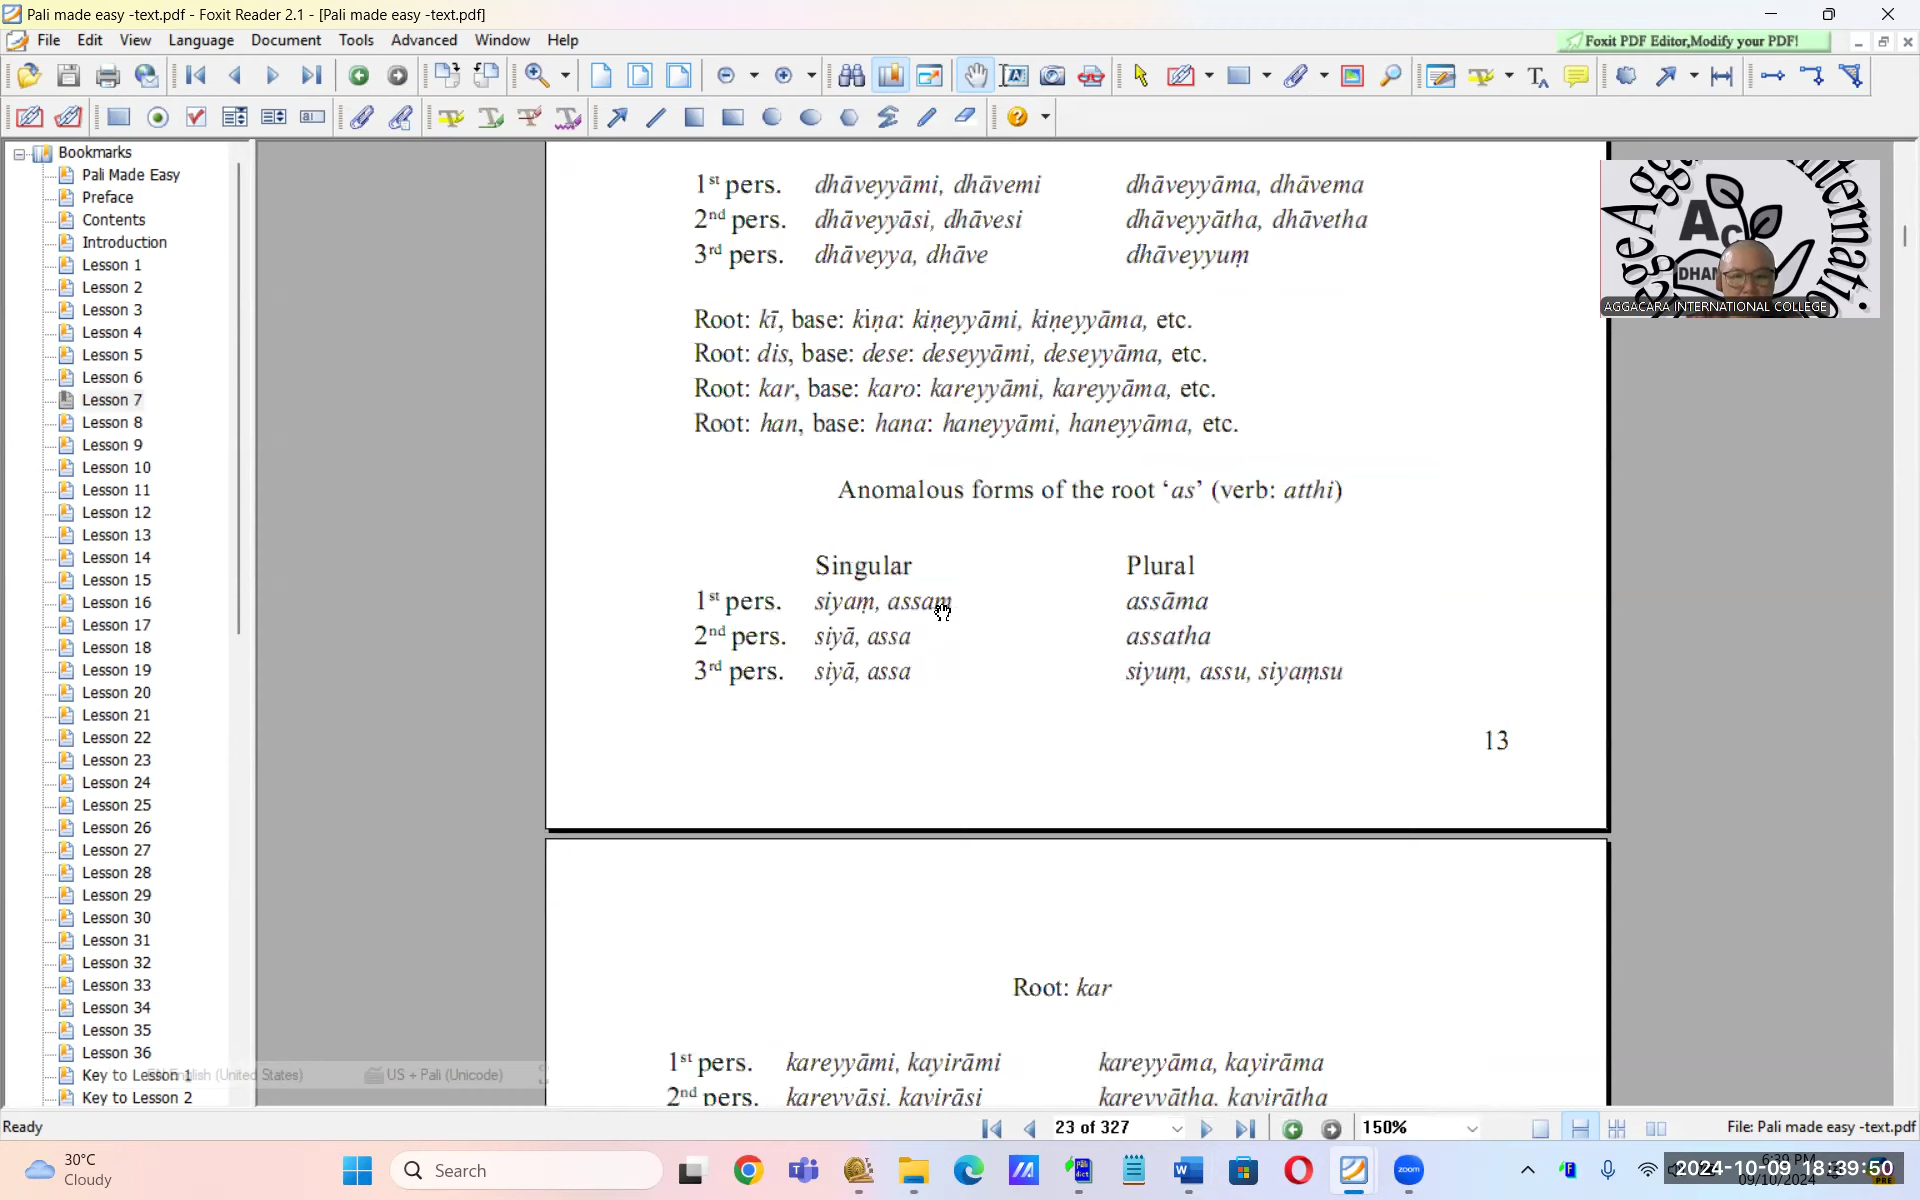 Pali made easy -text.pdf - Foxit Reader 2.1 - [Pali made easy -text.pdf]
File Edit View Language Document Tools Advanced Window Help
Foxit PDF Editor,Modify your PDF!
Bookmarks
Pali Made Easy
Preface
Contents
Introduction
Lesson 1
Lesson 2
Lesson 3
Lesson 4
Lesson 5
Lesson 6
Lesson 7
Lesson 8
Lesson 9
Lesson 10
Lesson 11
Lesson 12
Lesson 13
Lesson 14
Lesson 15
Lesson 16
Lesson 17
Lesson 18
Lesson 19
Lesson 20
Lesson 21
Lesson 22
Lesson 23
Lesson 24
Lesson 25
Lesson 26
Lesson 27
Lesson 28
Lesson 29
Lesson 30
Lesson 31
Lesson 32
Lesson 33
Lesson 34
Lesson 35
Lesson 36
Key to Lesson 1
Key to Lesson 2
English (United States) US + Pali (Unicode)
1st pers. dhāveyyāmi, dhāvemi dhāveyyāma, dhāvema
2nd pers. dhāveyyāsi, dhāvesi dhāveyyātha, dhāvetha
3rd pers. dhāveyya, dhāve dhāveyyuṃ
Root: kī, base: kiṇa: kiṇeyyāmi, kiṇeyyāma, etc.
Root: dis, base: dese: deseyyāmi, deseyyāma, etc.
Root: kar, base: karo: kareyyāmi, kareyyāma, etc.
Root: han, base: hana: haneyyāmi, haneyyāma, etc.
Anomalous forms of the root ‘as’ (verb: atthi)
Singular Plural
1st pers. siyaṃ, assaṃ assāma
2nd pers. siyā, assa assatha
3rd pers. siyā, assa siyuṃ, assu, siyaṃsu
13
Root: kar
1st pers. kareyyāmi, kayirāmi kareyyāma, kayirāma
2nd pers. kareyyāsi, kayirāsi kareyyātha, kayirātha
DHAM
AGGACARA INTERNATIONAL COLLEGE
Ready
23 of 327
150%
File: Pali made easy -text.pdf
30°C
Cloudy
Search
zoom
2024-10-09 18:39:50
09/10/2024